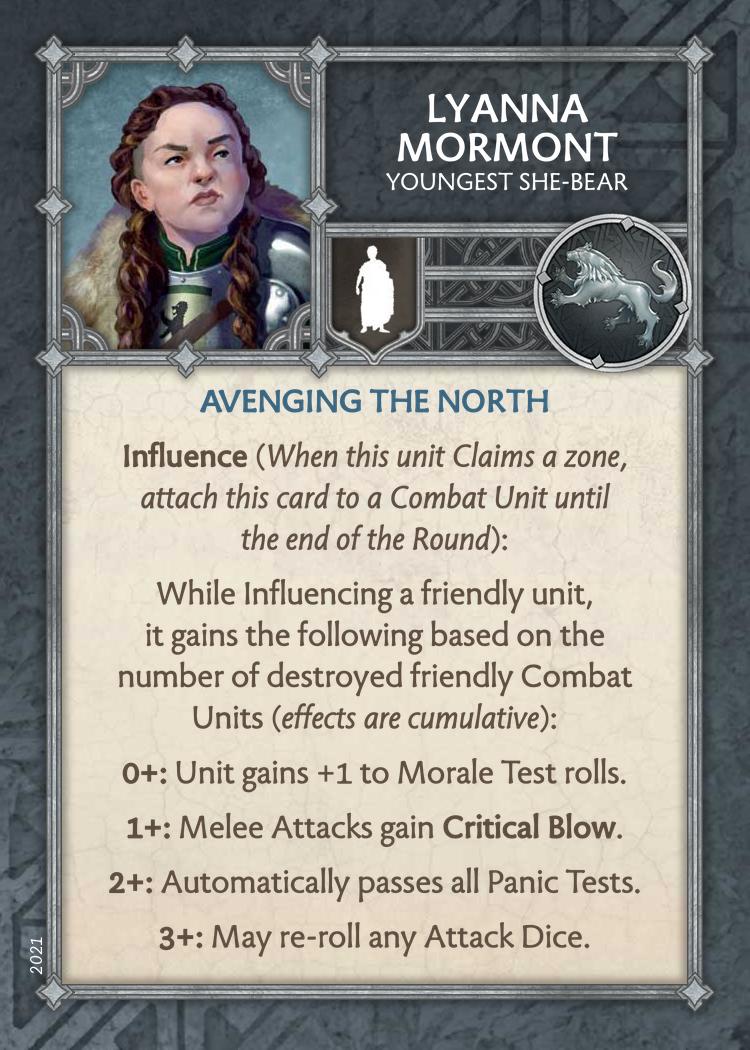 LYANNA
MORMONT
YOUNGEST SHE-BEAR
AVENGING THE NORTH
Influence (When this unit Claims a zone,
attach this card to a Combat Unit until
the end of the Round):
While Influencing a friendly unit,
it gains the following based on the
number of destroyed friendly Combat
Units (effects are cumulative):
0+: Unit gains +1 to Morale Test rolls.
1+: Melee Attacks gain Critical Blow.
2+: Automatically passes all Panic Tests.
3+: May re-roll any Attack Dice.
2021